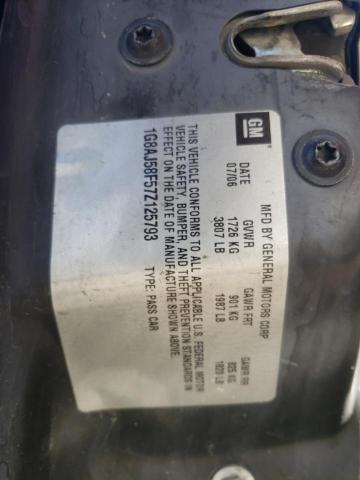 GM
MFD BY GENERAL MOTORS CORP
DATE GVWR GAWR FRT GAWR RR
07/06 1726 KG 901 KG 825 KG
3807 LB 1987 LB 1820 LB
THIS VEHICLE CONFORMS TO ALL APPLICABLE U.S. FEDERAL MOTOR
VEHICLE SAFETY, BUMPER, AND THEFT PREVENTION STANDARDS IN
EFFECT ON THE DATE OF MANUFACTURE SHOWN ABOVE.
1G8AJ58F57Z125793 TYPE: PASS CAR